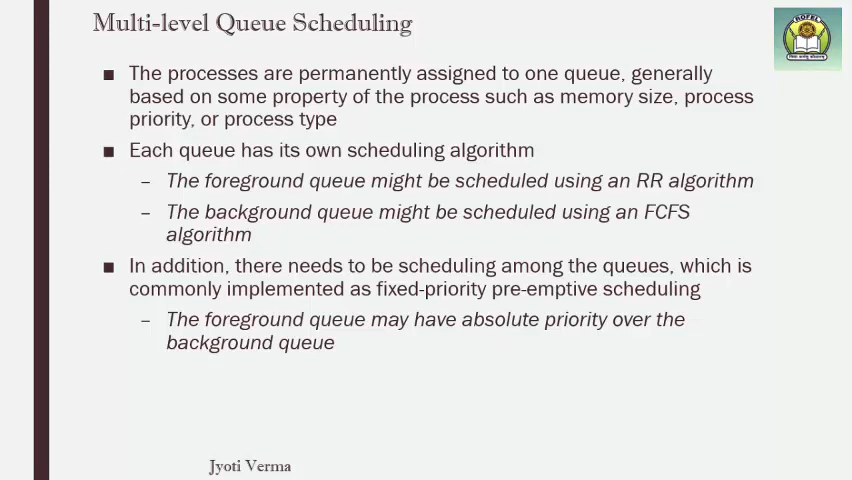 Multi-level Queue Scheduling
ROFEL
■ The processes are permanently assigned to one queue, generally
based on some property of the process such as memory size, process
priority, or process type
■ Each queue has its own scheduling algorithm
– The foreground queue might be scheduled using an RR algorithm
– The background queue might be scheduled using an FCFS
algorithm
■ In addition, there needs to be scheduling among the queues, which is
commonly implemented as fixed-priority pre-emptive scheduling
– The foreground queue may have absolute priority over the
background queue
Jyoti Verma